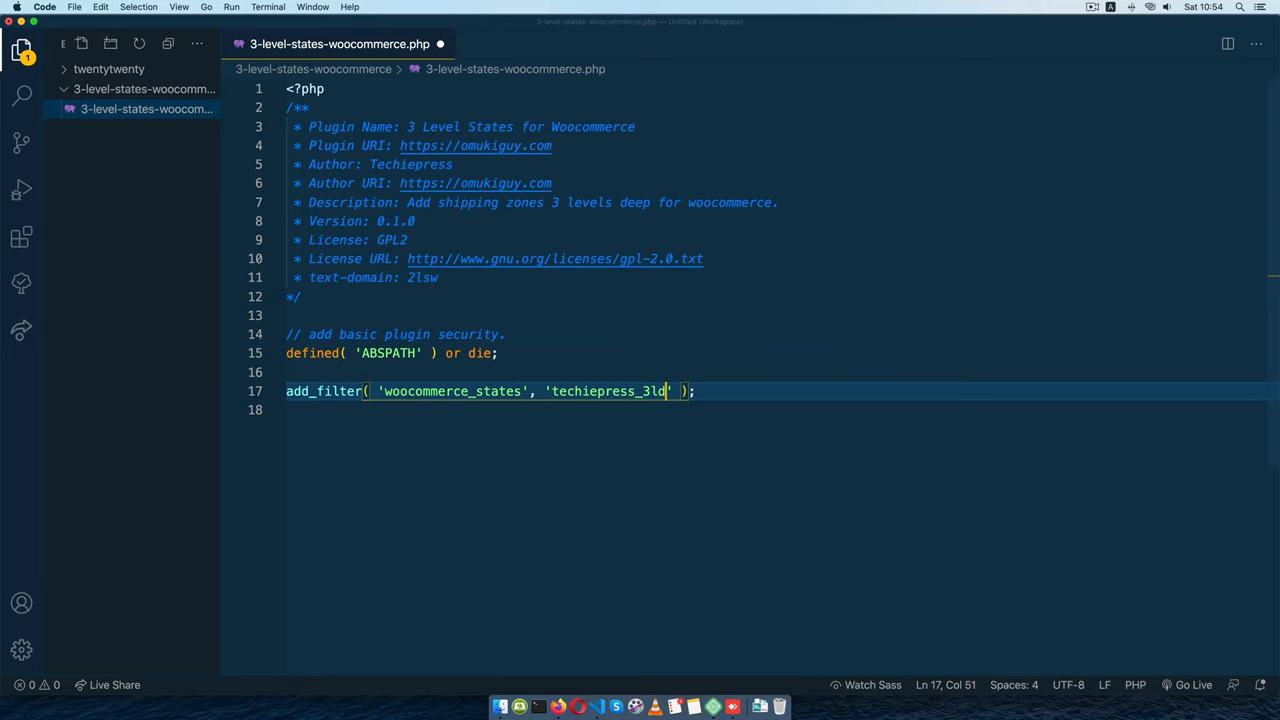 Code File Edit Selection View Go Run Terminal Window Help
A Sat 10:54
3-level-states-woocommerce.php — Untitled (Workspace)
1
E
3-level-states-woocommerce.php
twentytwenty
3-level-states-woocomm...
3-level-states-woocom...
3-level-states-woocommerce > 3-level-states-woocommerce.php
1 <?php
2 /**
3 * Plugin Name: 3 Level States for Woocommerce
4 * Plugin URI: https://omukiguy.com
5 * Author: Techiepress
6 * Author URI: https://omukiguy.com
7 * Description: Add shipping zones 3 levels deep for woocommerce.
8 * Version: 0.1.0
9 * License: GPL2
10 * License URL: http://www.gnu.org/licenses/gpl-2.0.txt
11 * text-domain: 2lsw
12 */
13
14 // add basic plugin security.
15 defined( 'ABSPATH' ) or die;
16
17 add_filter( 'woocommerce_states', 'techiepress_3ld' );
18
0 0 Live Share
Watch Sass Ln 17, Col 51 Spaces: 4 UTF-8 LF PHP Go Live